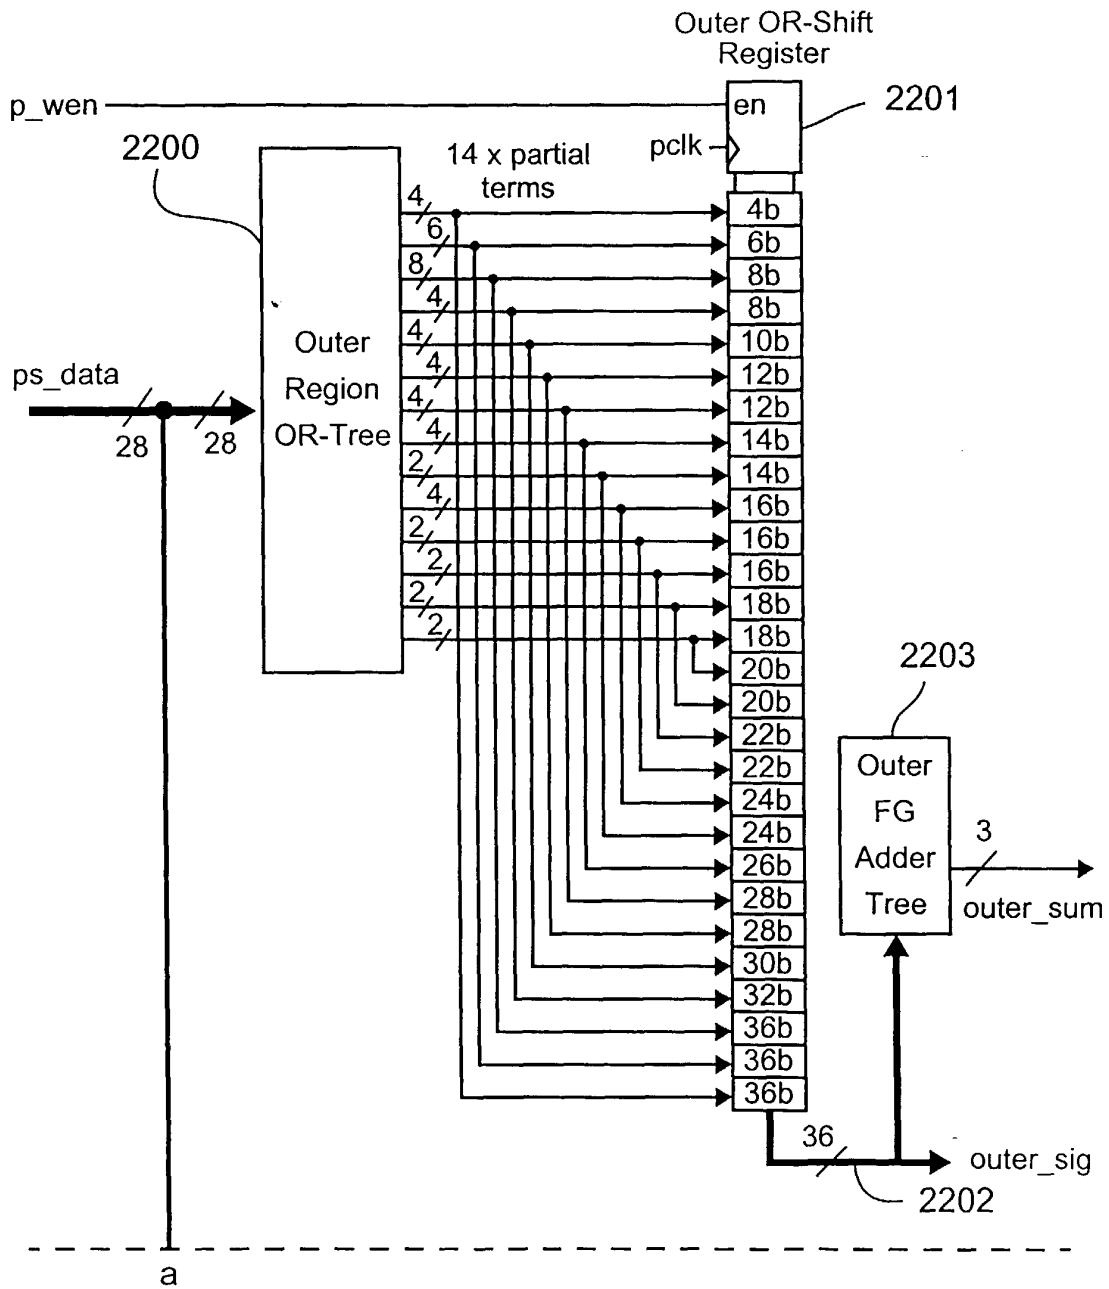 Outer OR-Shift
Register
p_wen
en
2201
pclk
2200
14 x partial
terms
4
6
8
4
4
4
4
4
2
4
2
2
2
2
Outer
Region
OR-Tree
ps_data
28
28
4b
6b
8b
8b
10b
12b
12b
14b
14b
16b
16b
16b
18b
18b
20b
20b
22b
22b
24b
24b
26b
28b
28b
30b
32b
36b
36b
36b
2203
Outer
FG
Adder
Tree
3
outer_sum
36
outer_sig
2202
a